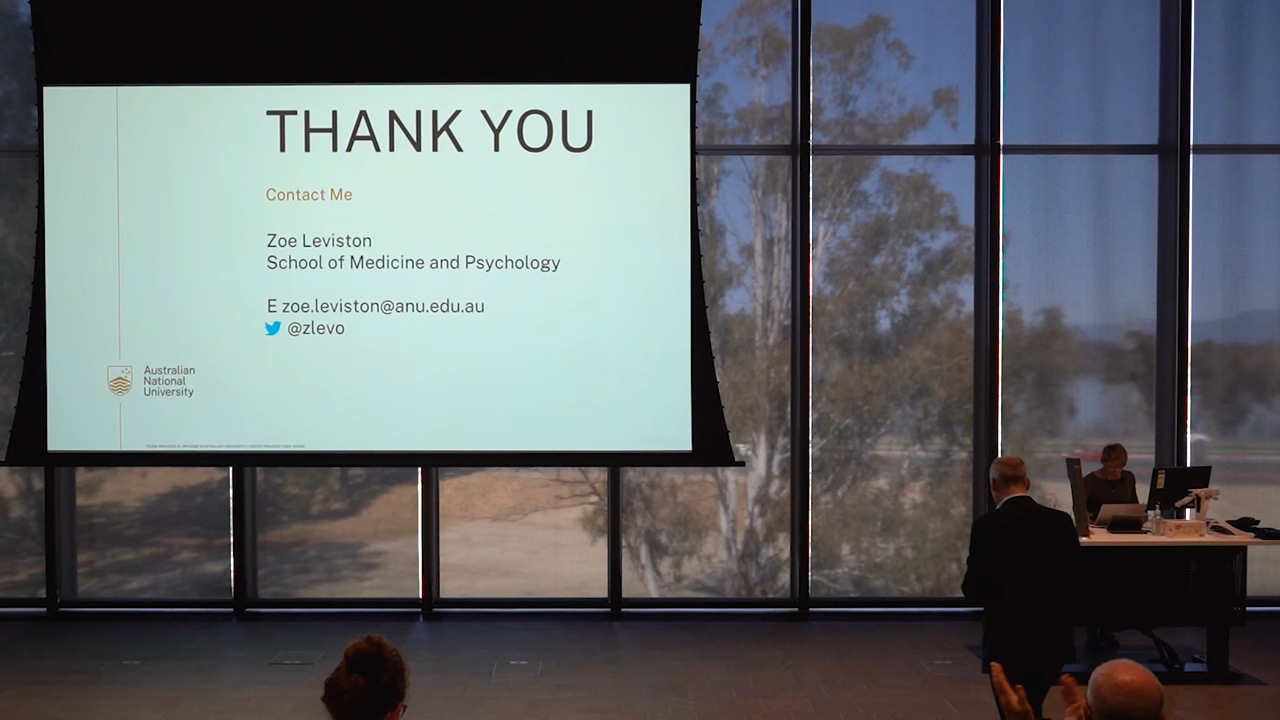 THANK YOU
Contact Me
Zoe Leviston
School of Medicine and Psychology
E zoe.leviston@anu.edu.au
@zlevo
Australian
National
University